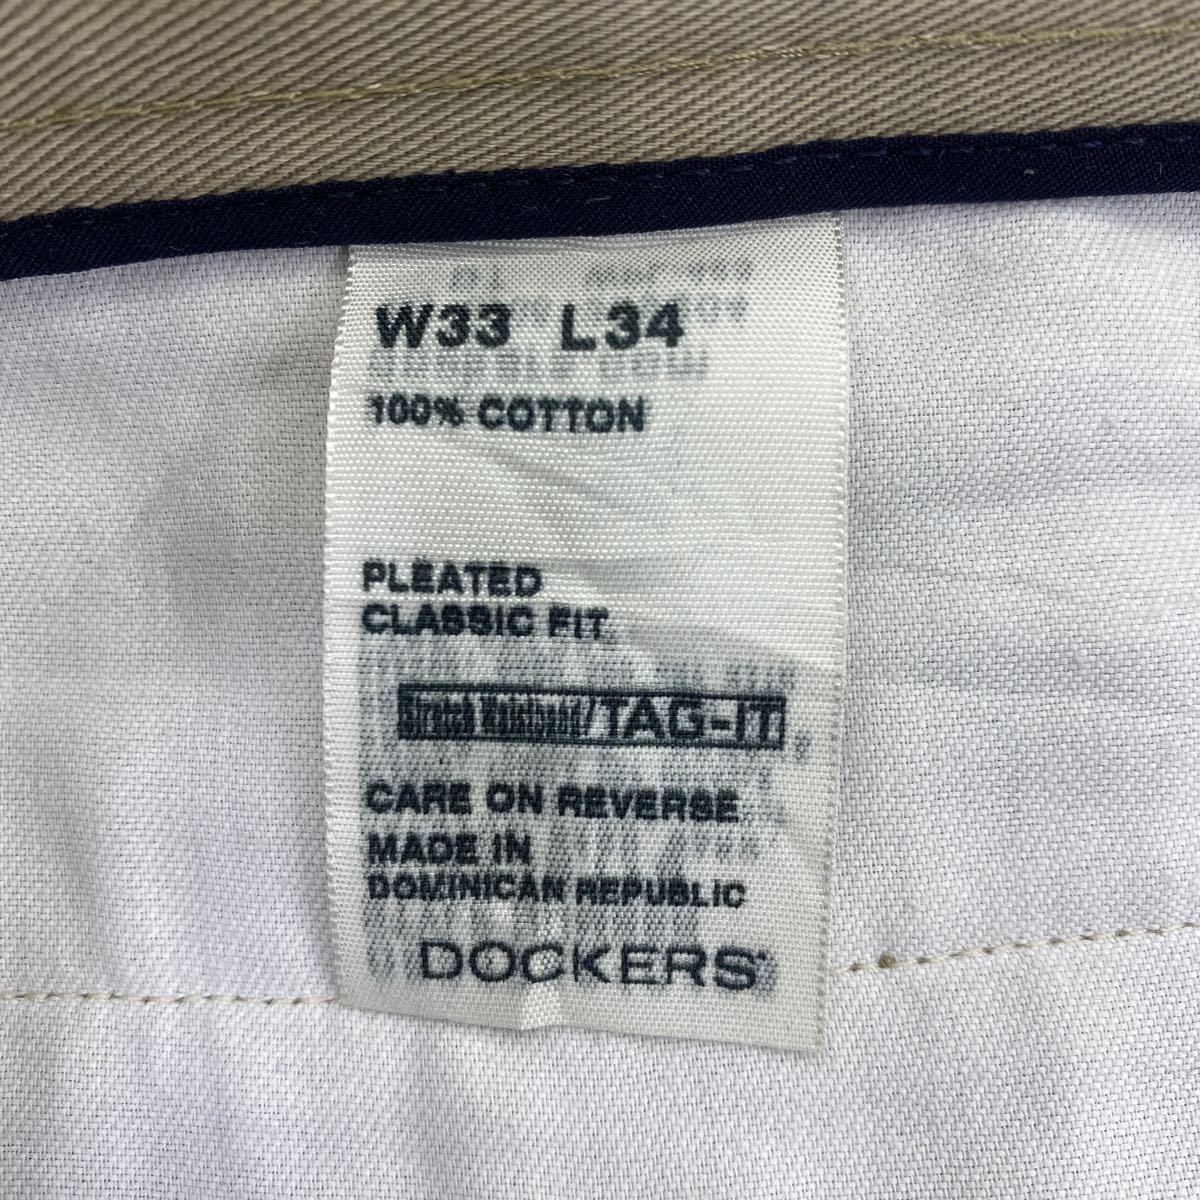 W33 L34
100% COTTON
PLEATED
CLASSIC FIT
Stretch Waistband/TAG-IT
CARE ON REVERSE
MADE IN
DOMINICAN REPUBLIC
DOCKERS